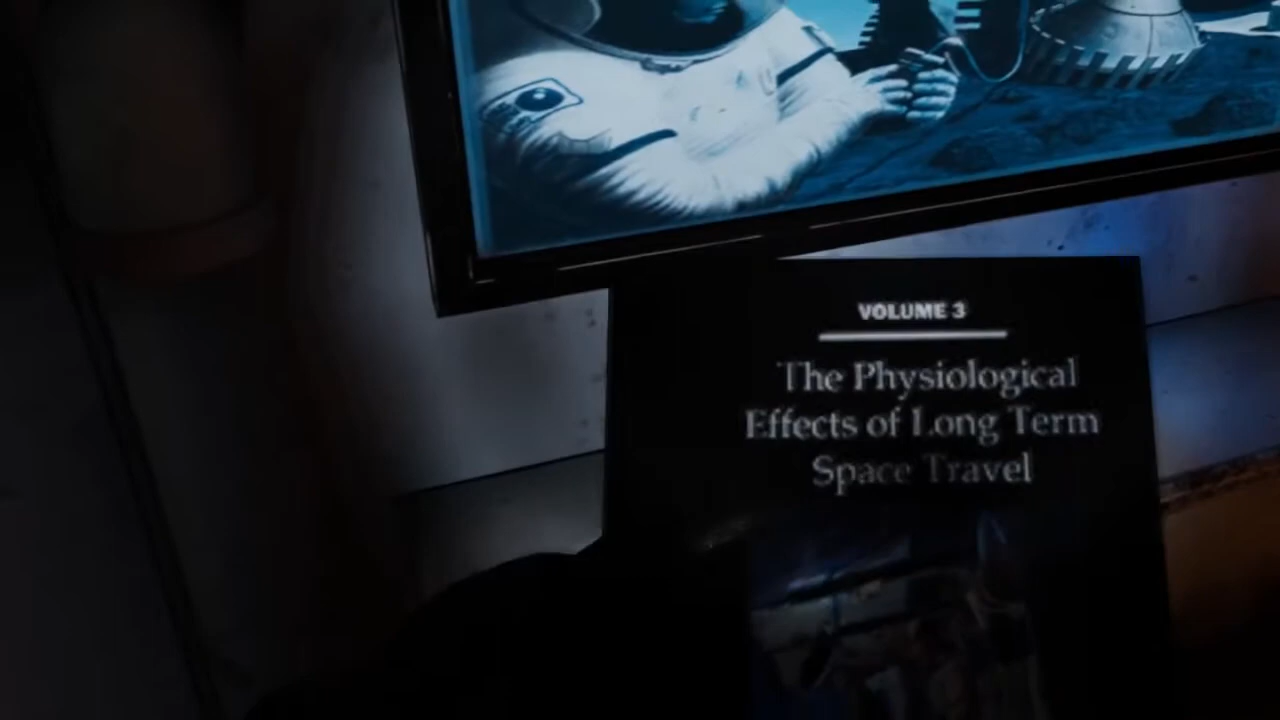 VOLUME 3
The Physiological
Effects of Long Term
Space Travel